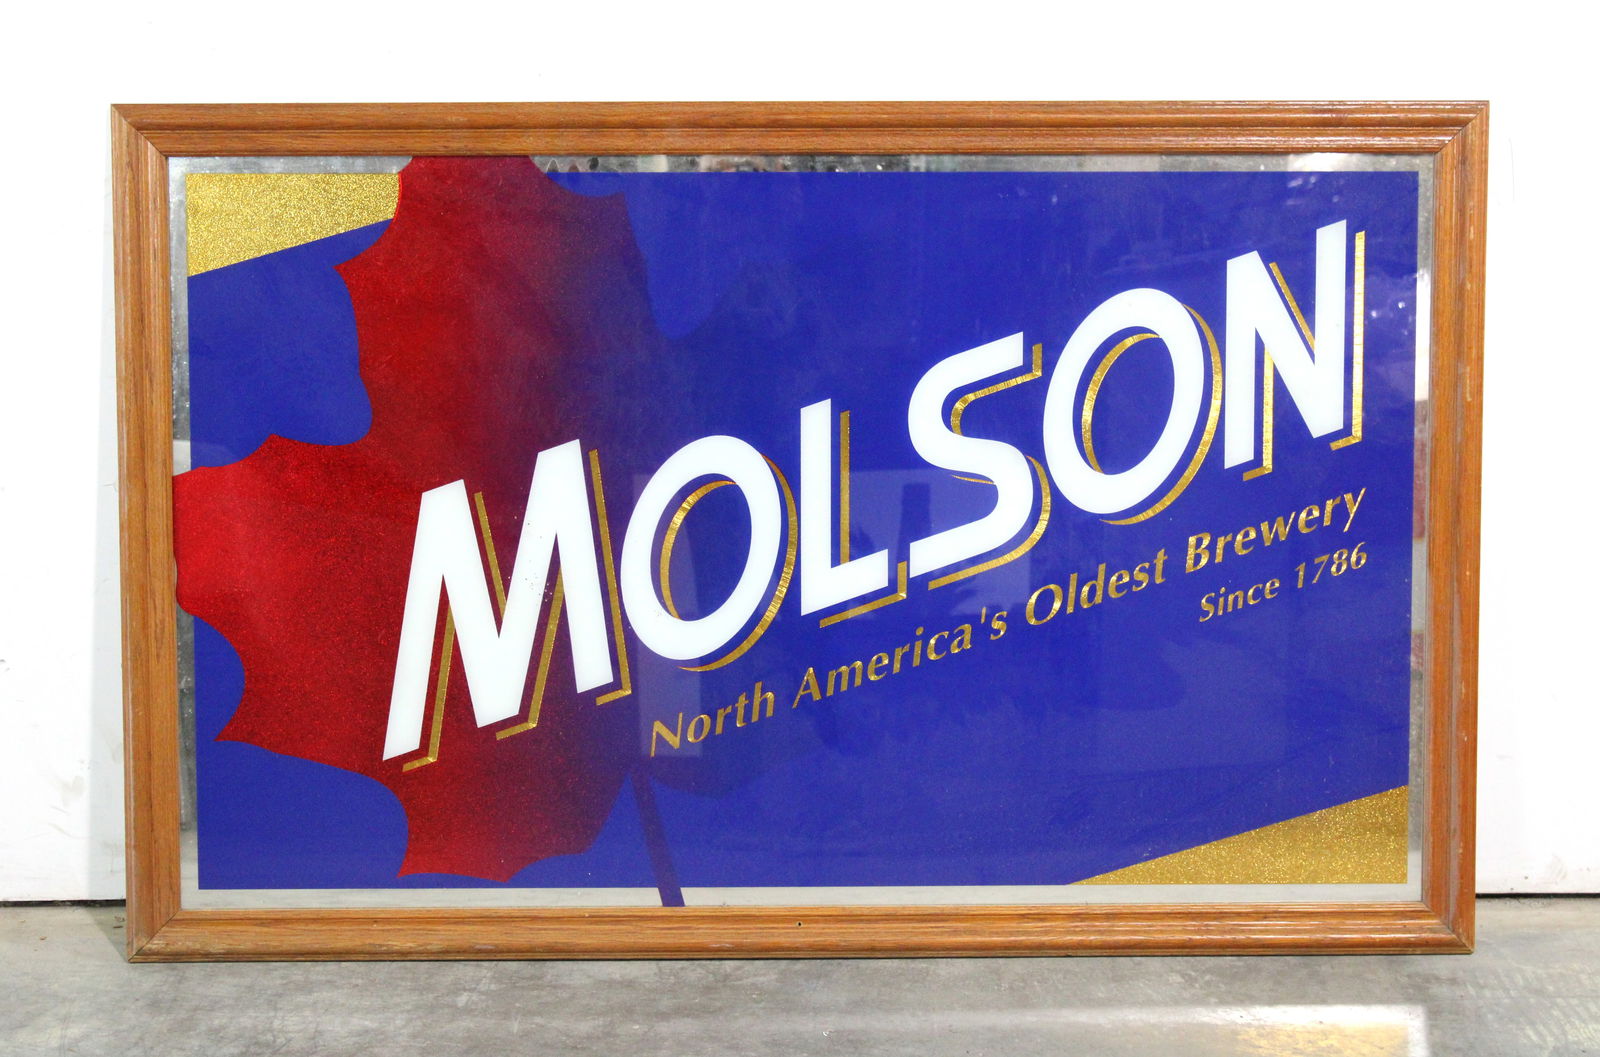 MOLSON
North America's Oldest Brewery
Since 1786